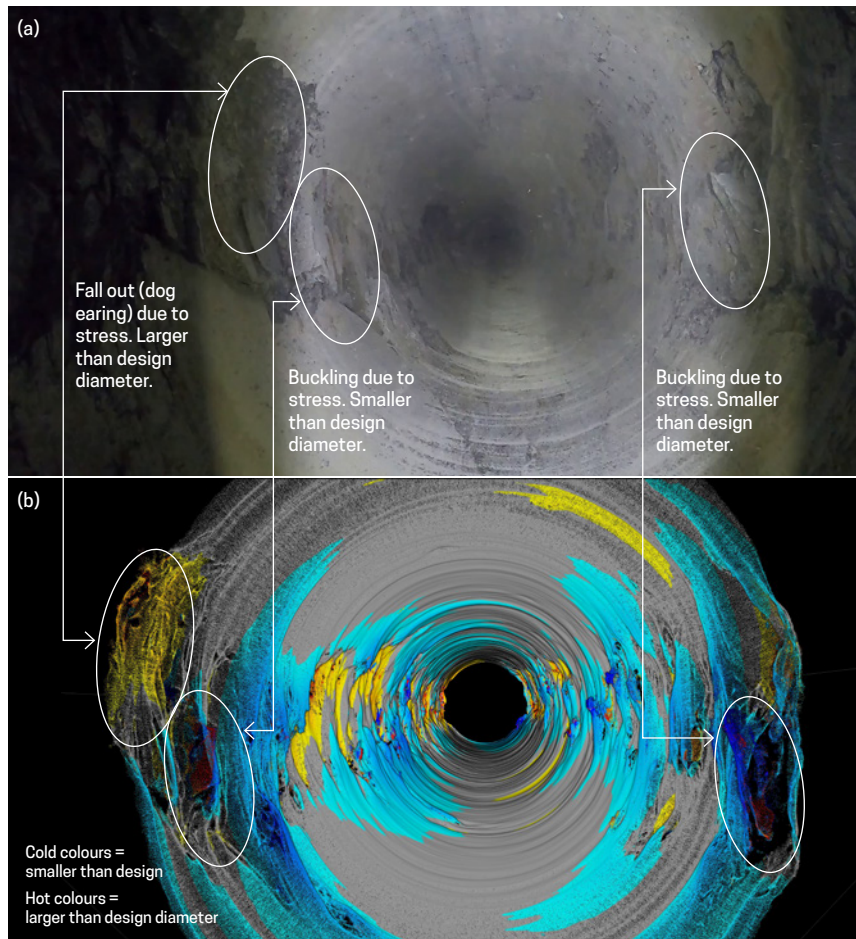 (a)
Fall out (dog
earing) due to
stress. Larger
than design
diameter.
Buckling due to
stress. Smaller
than design
diameter.
Buckling due to
stress. Smaller
than design
diameter.
(b)
Cold colours =
smaller than design
Hot colours =
larger than design diameter